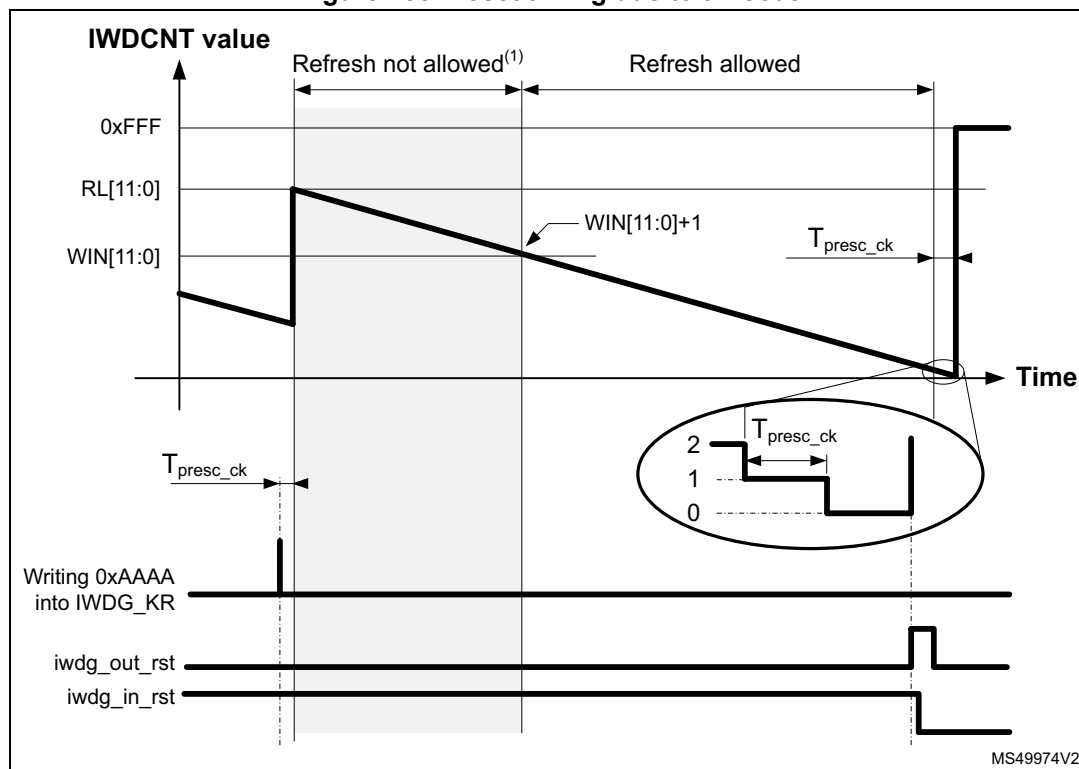 IWDCNT value
Refresh not allowed(1)
Refresh allowed
0xFFF
RL[11:0]
WIN[11:0]+1
WIN[11:0]
Tpresc_ck
Time
Tpresc_ck
2
1
0
Tpresc_ck
Writing 0xAAAA
into IWDG_KR
iwdg_out_rst
iwdg_in_rst
MS49974V2